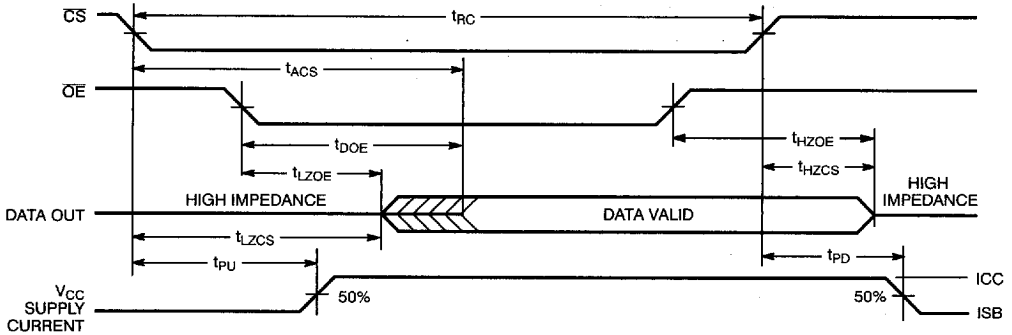 CS
tRC
tACS
OE
tDOE
tHZOE
tLZOE
tHZCS
HIGH IMPEDANCE
HIGH
IMPEDANCE
DATA OUT
DATA VALID
tLZCS
tPU
tPD
ICC
VCC
SUPPLY
CURRENT
50%
50%
ISB